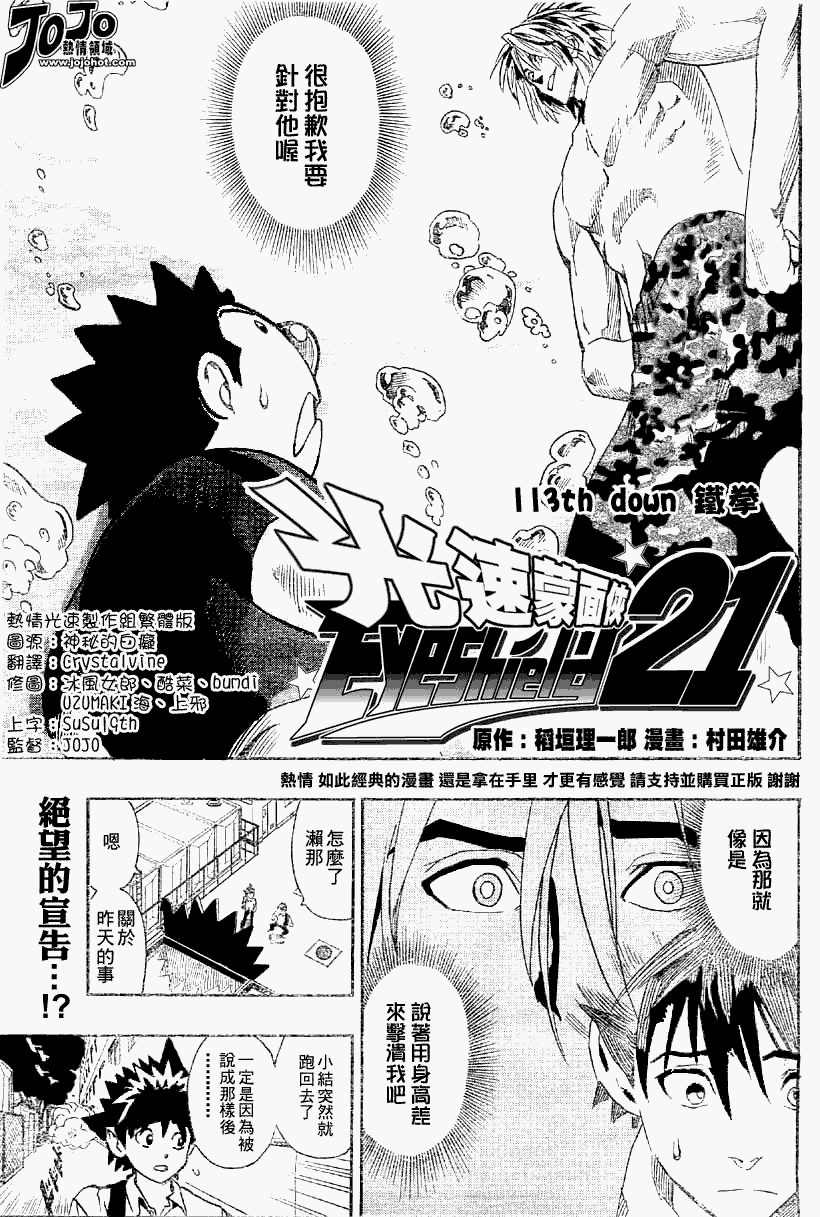 JOJO
熱情領域
www.jojohot.com
很抱歉我要
針對他喔
113th down 鐵拳
光速蒙面俠
Eyeshield 21
原作：稻垣理一郎 漫畫：村田雄介
熱情光速製作組繁體版
圖源：神秘的白癡
翻譯：Crystalvine
修圖：冰風女郎、酷菜、bumdi
UZUMAKI海、上邪
上字：SuSu19th
監督：JOJO
熱情 如此經典的漫畫 還是拿在手里 才更有感覺 請支持並購買正版 謝謝
因為那就
像是
說著用身高差
來擊潰我吧
怎麼了
瀨那
嗯
關於
昨天的
事
絕望的宣告…!?
小結突然就
跑回去了
一定是因為被
說成那樣後
…………